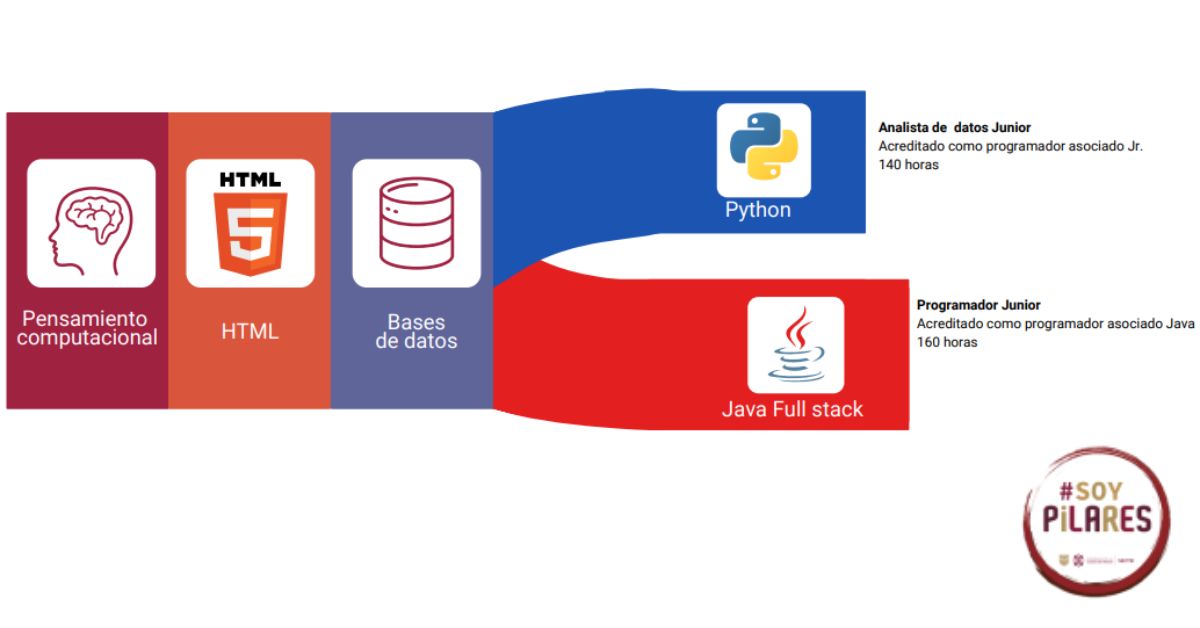 Pensamiento
computacional
HTML
5
HTML
Bases
de datos
Python
Analista de datos Junior
Acreditado como programador asociado Jr.
140 horas
Java Full stack
Programador Junior
Acreditado como programador asociado Java
160 horas
#SOY
PiLARES